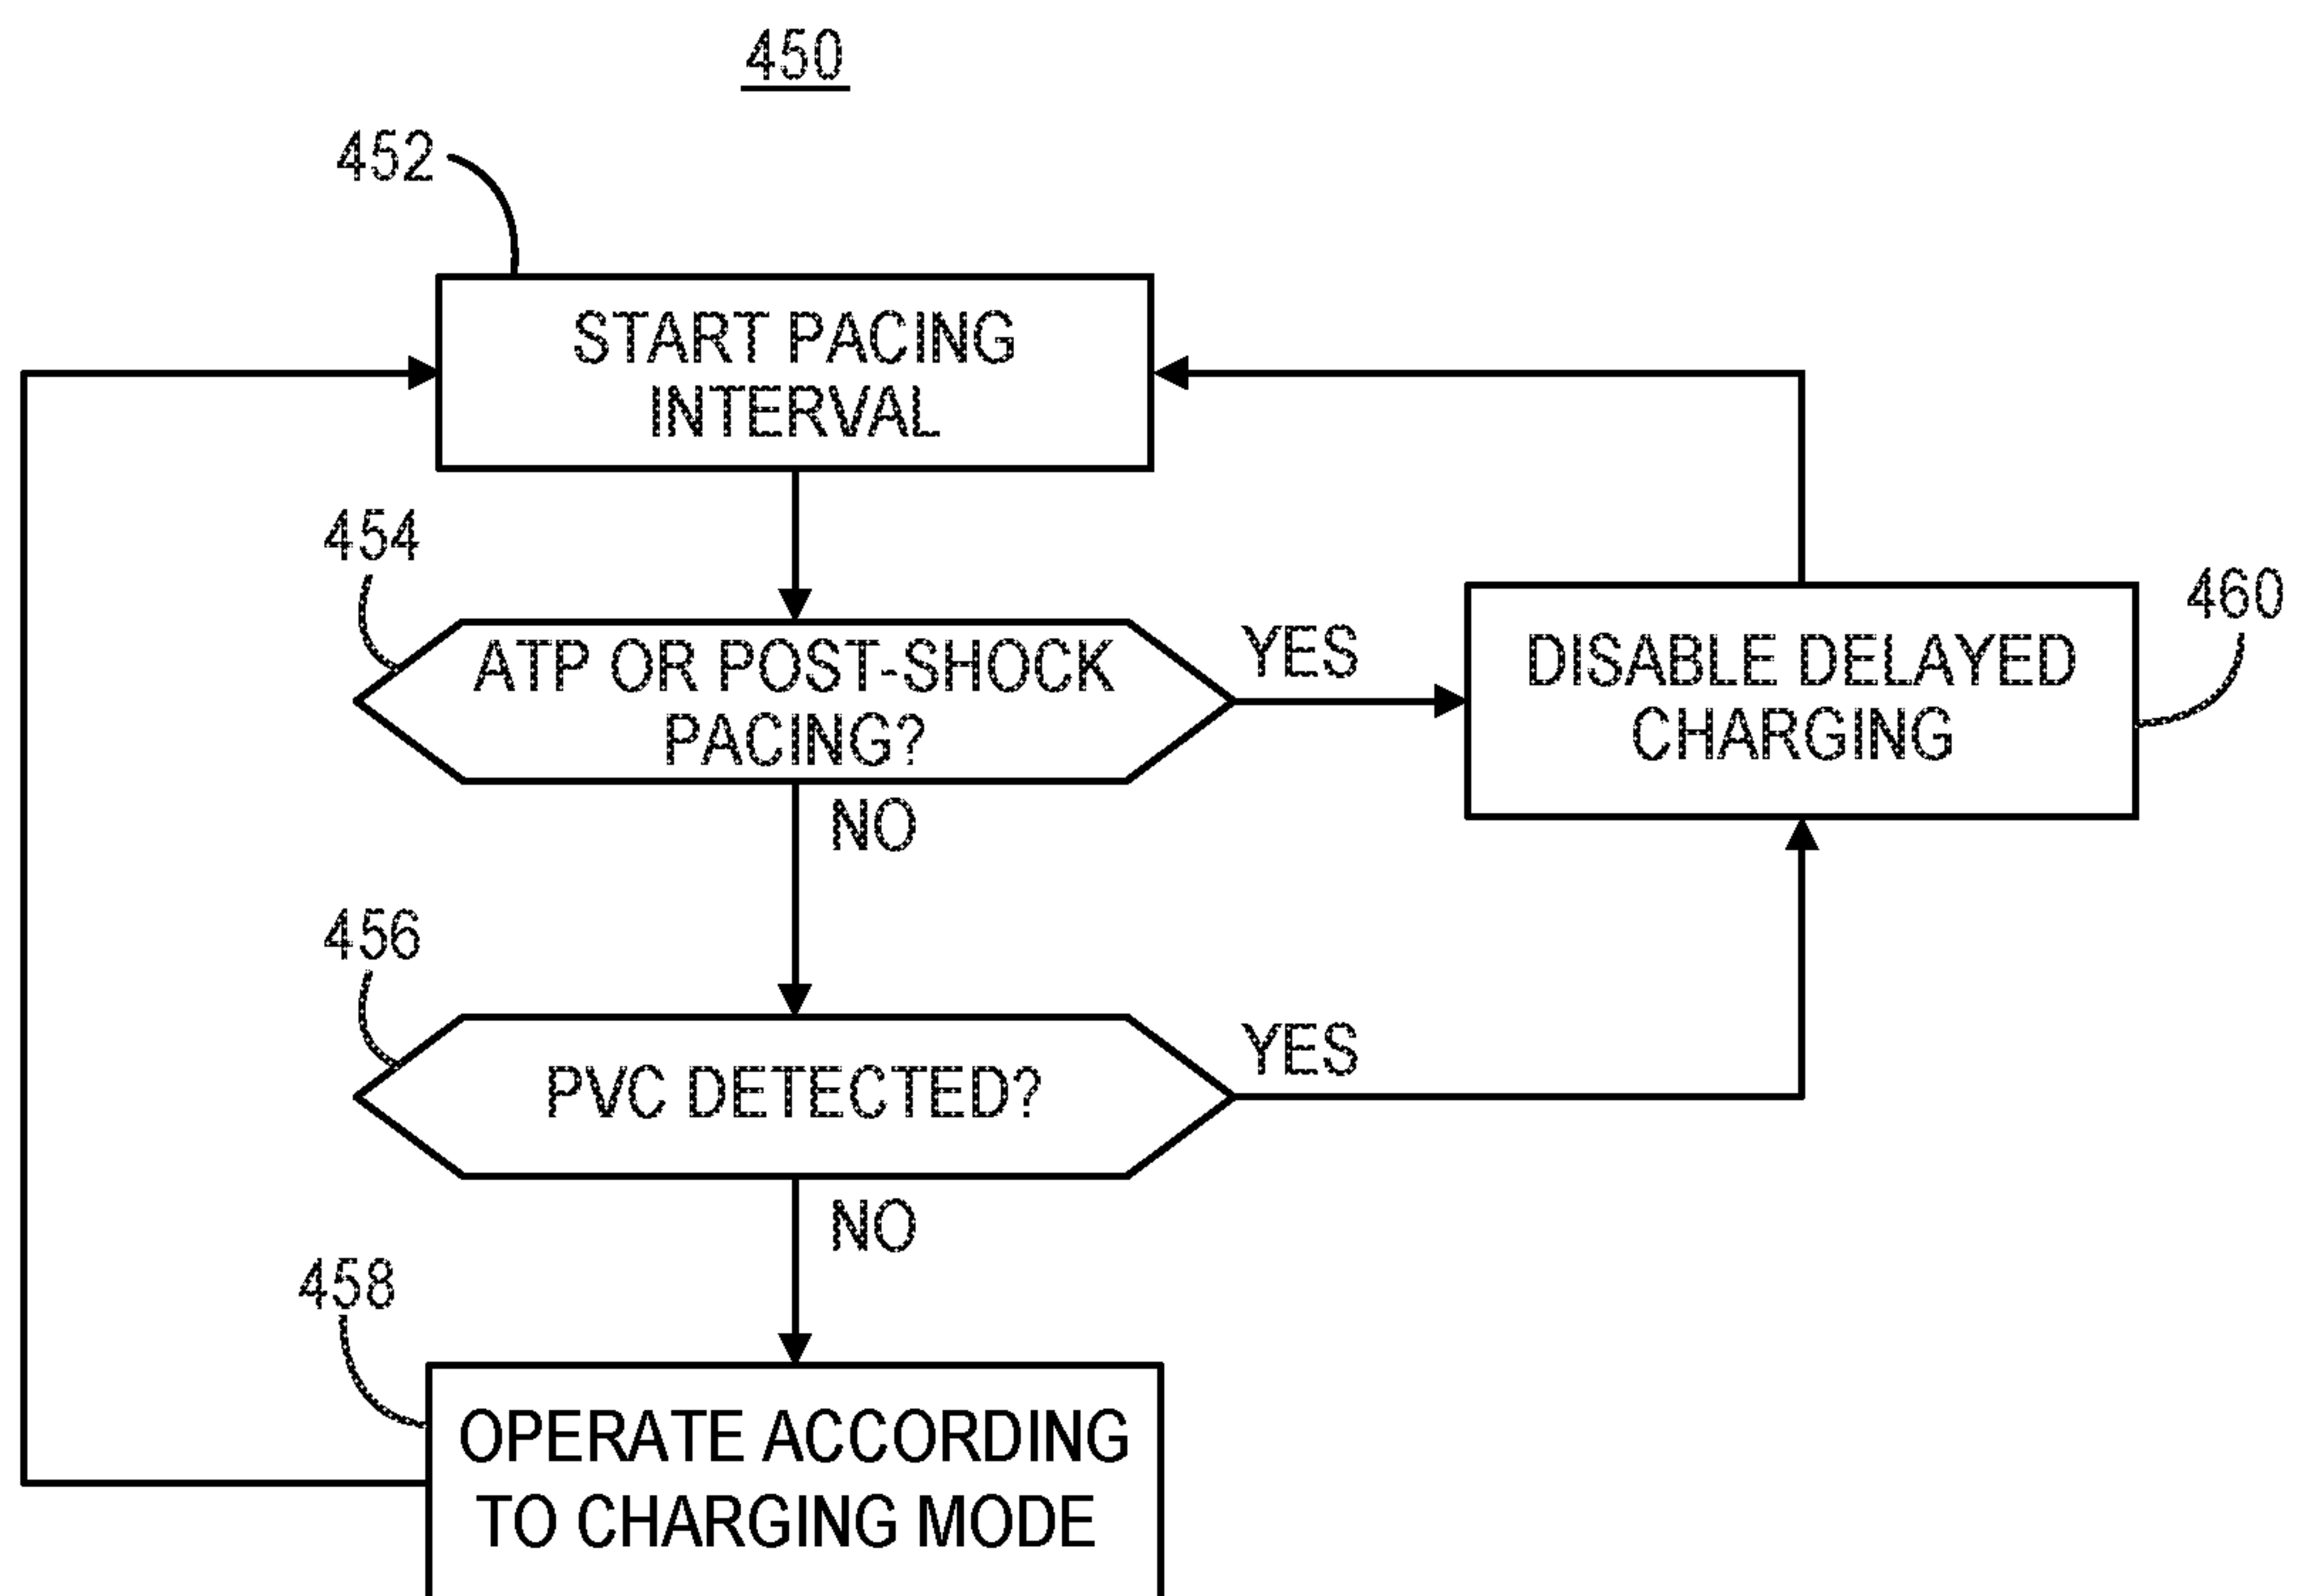 450
452
START PACING
INTERVAL
454
ATP OR POST-SHOCK
PACING?
YES
DISABLE DELAYED
CHARGING
460
NO
456
PVC DETECTED?
YES
NO
458
OPERATE ACCORDING
TO CHARGING MODE